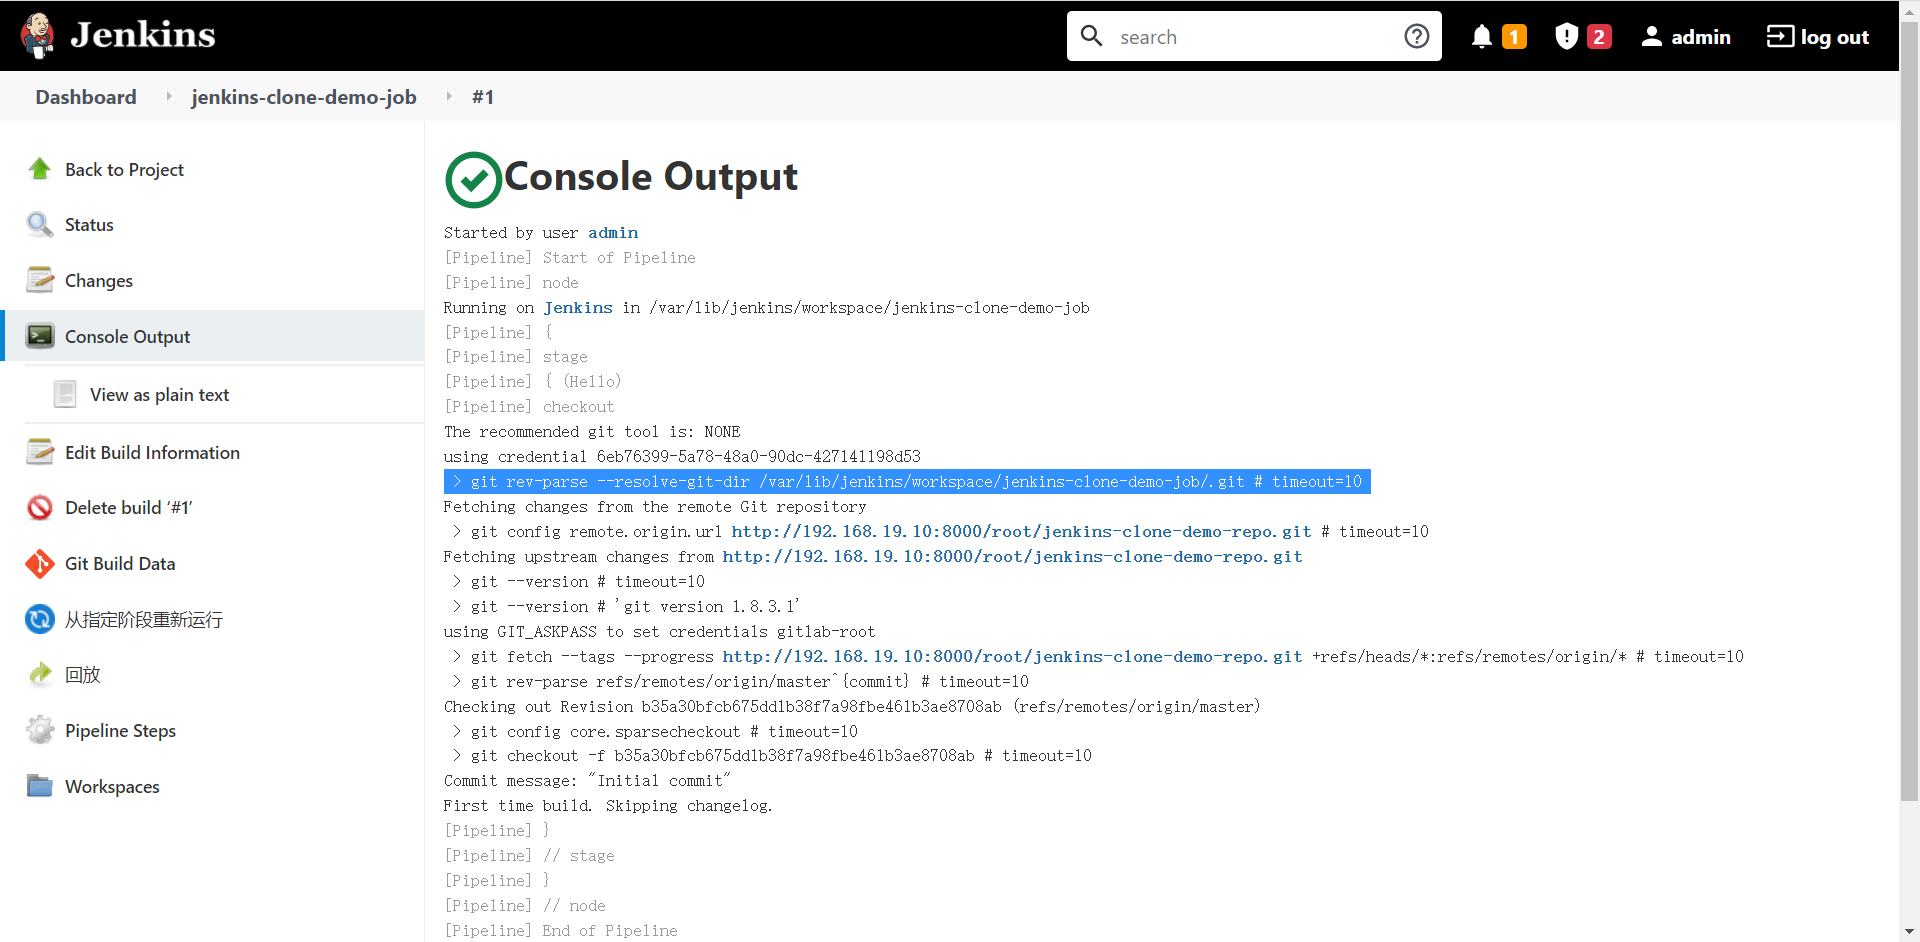 Jenkins
search
1
2
admin
log out
Dashboard
jenkins-clone-demo-job
#1
Back to Project
Status
Changes
Console Output
View as plain text
Edit Build Information
Delete build ‘#1’
Git Build Data
从指定阶段重新运行
回放
Pipeline Steps
Workspaces
Console Output
Started by user admin
[Pipeline] Start of Pipeline
[Pipeline] node
Running on Jenkins in /var/lib/jenkins/workspace/jenkins-clone-demo-job
[Pipeline] {
[Pipeline] stage
[Pipeline] { (Hello)
[Pipeline] checkout
The recommended git tool is: NONE
using credential 6eb76399-5a78-48a0-90dc-427141198d53
> git rev-parse --resolve-git-dir /var/lib/jenkins/workspace/jenkins-clone-demo-job/.git # timeout=10
Fetching changes from the remote Git repository
> git config remote.origin.url http://192.168.19.10:8000/root/jenkins-clone-demo-repo.git # timeout=10
Fetching upstream changes from http://192.168.19.10:8000/root/jenkins-clone-demo-repo.git
> git --version # timeout=10
> git --version # 'git version 1.8.3.1'
using GIT_ASKPASS to set credentials gitlab-root
> git fetch --tags --progress http://192.168.19.10:8000/root/jenkins-clone-demo-repo.git +refs/heads/*:refs/remotes/origin/* # timeout=10
> git rev-parse refs/remotes/origin/master^{commit} # timeout=10
Checking out Revision b35a30bfcb675dd1b38f7a98fbe461b3ae8708ab (refs/remotes/origin/master)
> git config core.sparsecheckout # timeout=10
> git checkout -f b35a30bfcb675dd1b38f7a98fbe461b3ae8708ab # timeout=10
Commit message: "Initial commit"
First time build. Skipping changelog.
[Pipeline] }
[Pipeline] // stage
[Pipeline] }
[Pipeline] // node
[Pipeline] End of Pipeline